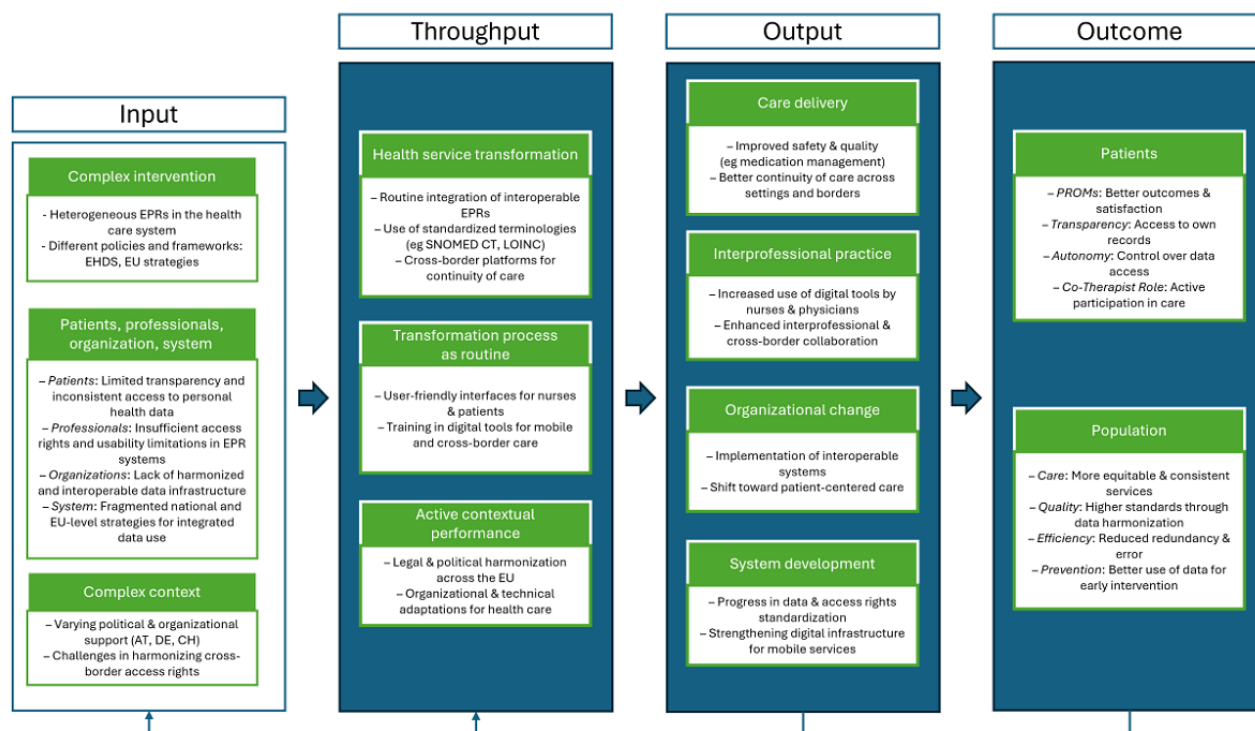 Input
Complex intervention
- Heterogeneous EPRs in the health
care system
- Different policies and frameworks:
EHDS, EU strategies
Patients, professionals,
organization, system
– Patients: Limited transparency and
inconsistent access to personal
health data
– Professionals: Insufficient access
rights and usability limitations in EPR
systems
– Organizations: Lack of harmonized
and interoperable data infrastructure
– System: Fragmented national and
EU-level strategies for integrated
data use
Complex context
– Varying political & organizational
support (AT, DE, CH)
– Challenges in harmonizing cross-
border access rights
Throughput
Health service transformation
– Routine integration of interoperable
EPRs
– Use of standardized terminologies
(eg SNOMED CT, LOINC)
– Cross-border platforms for
continuity of care
Transformation process
as routine
– User-friendly interfaces for nurses &
patients
– Training in digital tools for mobile
and cross-border care
Active contextual
performance
– Legal & political harmonization
across the EU
– Organizational & technical
adaptations for health care
Output
Care delivery
– Improved safety & quality
(eg medication management)
– Better continuity of care across
settings and borders
Interprofessional practice
– Increased use of digital tools by
nurses & physicians
– Enhanced interprofessional &
cross-border collaboration
Organizational change
– Implementation of interoperable
systems
– Shift toward patient-centered care
System development
– Progress in data & access rights
standardization
– Strengthening digital infrastructure
for mobile services
Outcome
Patients
– PROMs: Better outcomes &
satisfaction
– Transparency: Access to own
records
– Autonomy: Control over data
access
– Co-Therapist Role: Active
participation in care
Population
– Care: More equitable & consistent
services
– Quality: Higher standards through
data harmonization
– Efficiency: Reduced redundancy &
error
– Prevention: Better use of data for
early intervention